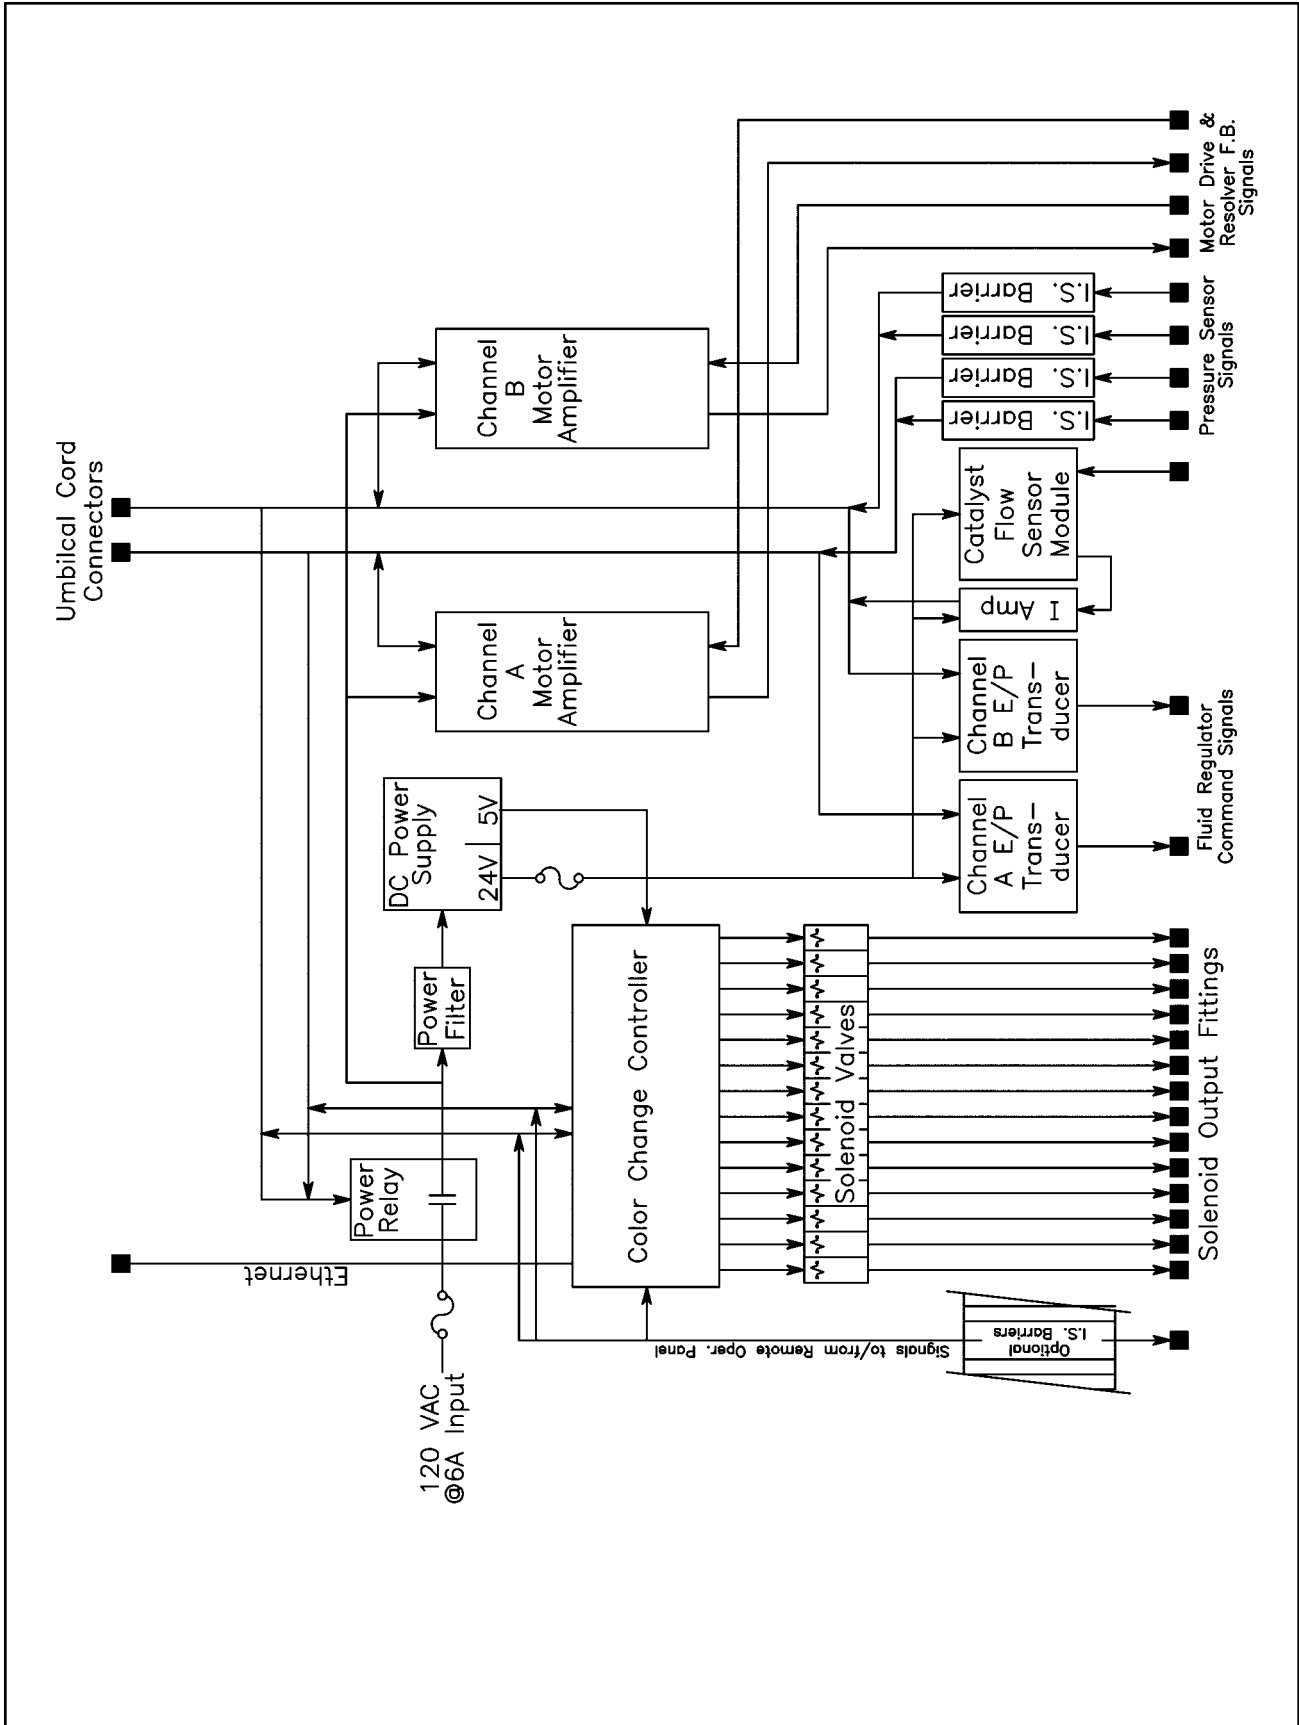 Umbilcal Cord
Connectors
Ethernet
120 VAC
@6A Input
Power
Relay
Power
Filter
DC Power
Supply
24V
5V
Channel
A
Motor
Amplifier
Channel
B
Motor
Amplifier
Color Change Controller
Solenoid Valves
Signals to/from Remote Oper. Panel
Optional
I.S. Barriers
Channel
A E/P
Trans-
ducer
Channel
B E/P
Trans-
ducer
I Amp
Catalyst
Flow
Sensor
Module
I.S. Barrier
I.S. Barrier
I.S. Barrier
I.S. Barrier
Solenoid Output Fittings
Fluid Regulator
Command Signals
Pressure Sensor
Signals
Motor Drive &
Resolver F.B.
Signals